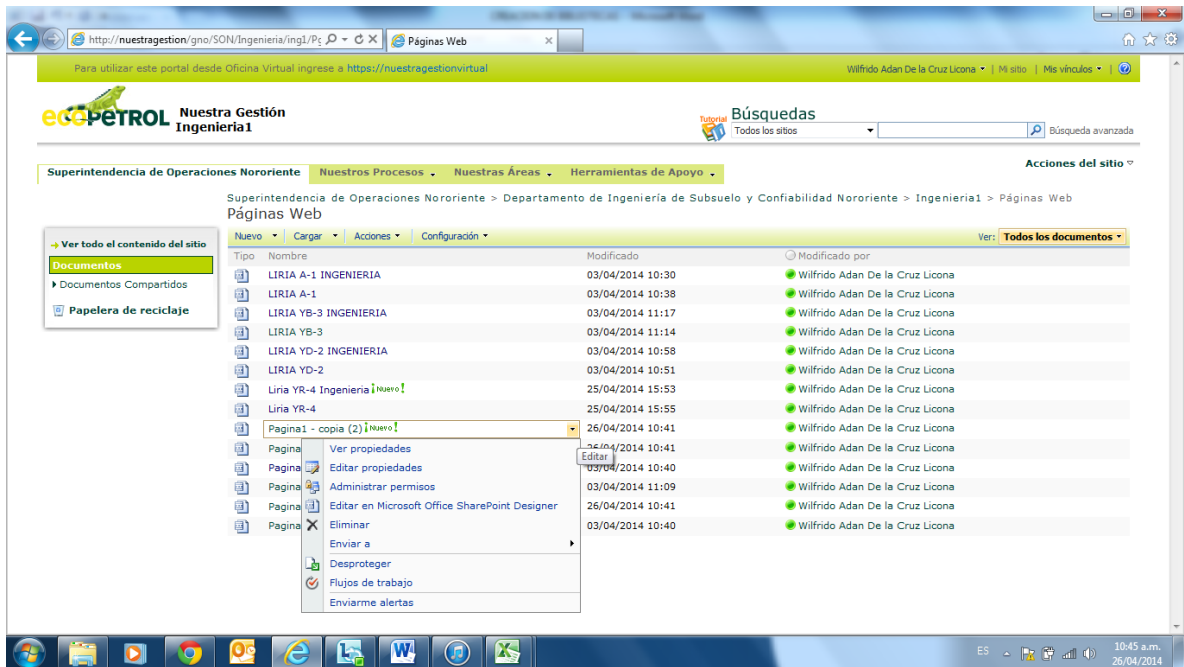 CREACION DE BIBLIOTECAS - Microsoft Word
http://nuestragestion/gno/SON/Ingenieria/ing1/Pç
Páginas Web
Para utilizar este portal desde Oficina Virtual ingrese a https://nuestragestionvirtual
Wilfrido Adan De la Cruz Licona | Mi sitio | Mis vínculos |
ecopetrol
Nuestra Gestión
Ingenieria1
Tutorial
Búsquedas
Todos los sitios
Búsqueda avanzada
Acciones del sitio
Superintendencia de Operaciones Nororiente Nuestros Procesos Nuestras Áreas Herramientas de Apoyo
Superintendencia de Operaciones Nororiente > Departamento de Ingeniería de Subsuelo y Confiabilidad Nororiente > Ingenieria1 > Páginas Web
Páginas Web
Ver todo el contenido del sitio
Documentos
Documentos Compartidos
Papelera de reciclaje
Nuevo Cargar Acciones Configuración Ver: Todos los documentos
Tipo Nombre Modificado Modificado por
LIRIA A-1 INGENIERIA 03/04/2014 10:30 Wilfrido Adan De la Cruz Licona
LIRIA A-1 03/04/2014 10:38 Wilfrido Adan De la Cruz Licona
LIRIA YB-3 INGENIERIA 03/04/2014 11:17 Wilfrido Adan De la Cruz Licona
LIRIA YB-3 03/04/2014 11:14 Wilfrido Adan De la Cruz Licona
LIRIA YD-2 INGENIERIA 03/04/2014 10:58 Wilfrido Adan De la Cruz Licona
LIRIA YD-2 03/04/2014 10:51 Wilfrido Adan De la Cruz Licona
Liria YR-4 Ingenieria ¡Nuevo! 25/04/2014 15:53 Wilfrido Adan De la Cruz Licona
Liria YR-4 25/04/2014 15:55 Wilfrido Adan De la Cruz Licona
Pagina1 - copia (2) ¡Nuevo! 26/04/2014 10:41 Wilfrido Adan De la Cruz Licona
Pagina 26/04/2014 10:41 Wilfrido Adan De la Cruz Licona
Pagina 03/04/2014 10:40 Wilfrido Adan De la Cruz Licona
Pagina 03/04/2014 11:09 Wilfrido Adan De la Cruz Licona
Pagina 26/04/2014 10:41 Wilfrido Adan De la Cruz Licona
Pagina 03/04/2014 10:40 Wilfrido Adan De la Cruz Licona
Editar
Ver propiedades
Editar propiedades
Administrar permisos
Editar en Microsoft Office SharePoint Designer
Eliminar
Enviar a
Desproteger
Flujos de trabajo
Enviarme alertas
ES
10:45 a.m.
26/04/2014